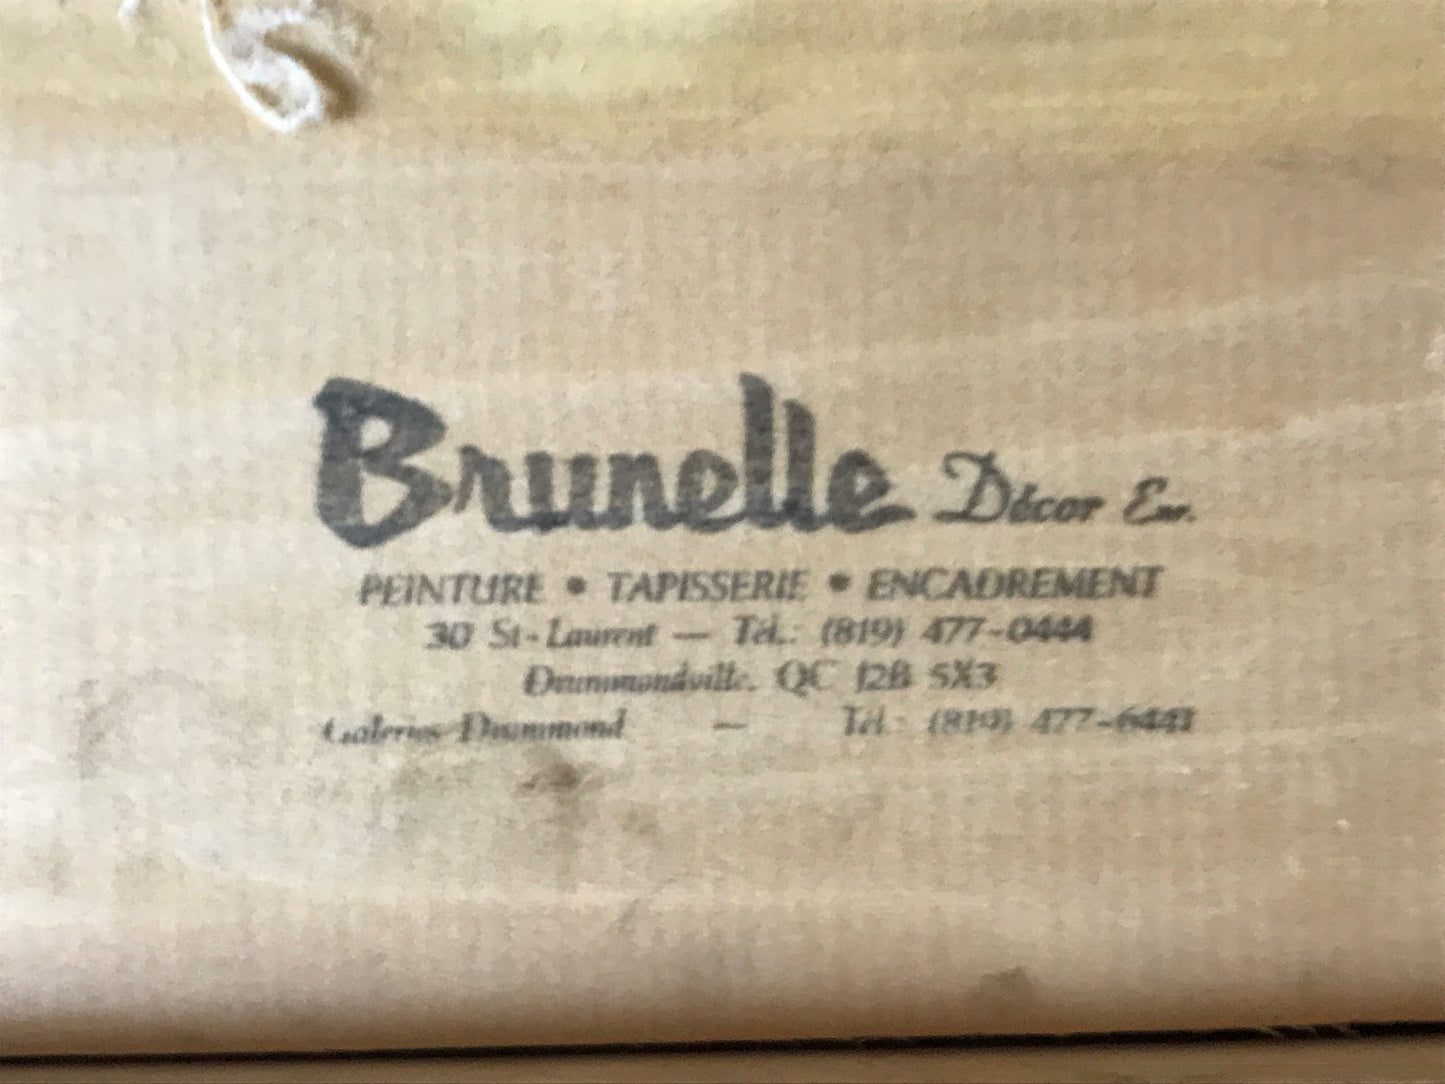 Brunelle Décor Enr.
PEINTURE • TAPISSERIE • ENCADREMENT
30 St-Laurent — Tél.: (819) 477-0444
Drummondville, QC J2B 5X3
Galeries Drummond — Tél.: (819) 477-6441